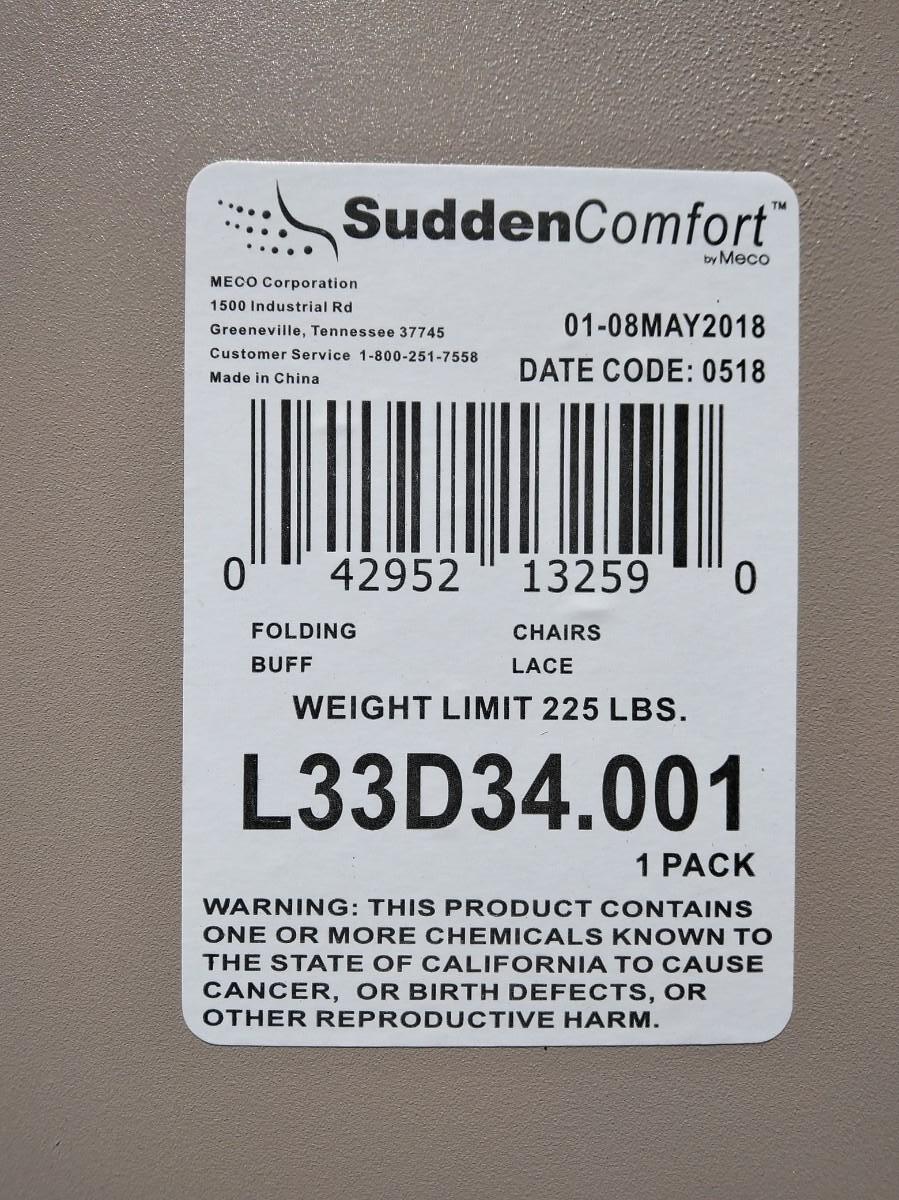 SuddenComfort™
by Meco
MECO Corporation
1500 Industrial Rd
Greeneville, Tennessee 37745
Customer Service 1-800-251-7558
Made in China
01-08MAY2018
DATE CODE: 0518
0 42952 13259 0
FOLDING CHAIRS
BUFF LACE
WEIGHT LIMIT 225 LBS.
L33D34.001
1 PACK
WARNING: THIS PRODUCT CONTAINS
ONE OR MORE CHEMICALS KNOWN TO
THE STATE OF CALIFORNIA TO CAUSE
CANCER, OR BIRTH DEFECTS, OR
OTHER REPRODUCTIVE HARM.